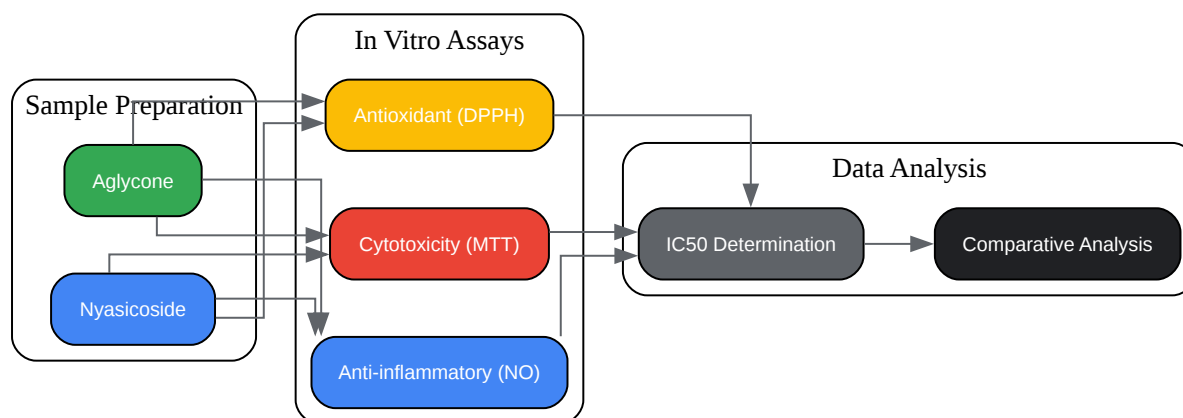 Sample Preparation
Aglycone
Nyasicoside
In Vitro Assays
Antioxidant (DPPH)
Cytotoxicity (MTT)
Anti-inflammatory (NO)
Data Analysis
IC50 Determination
Comparative Analysis